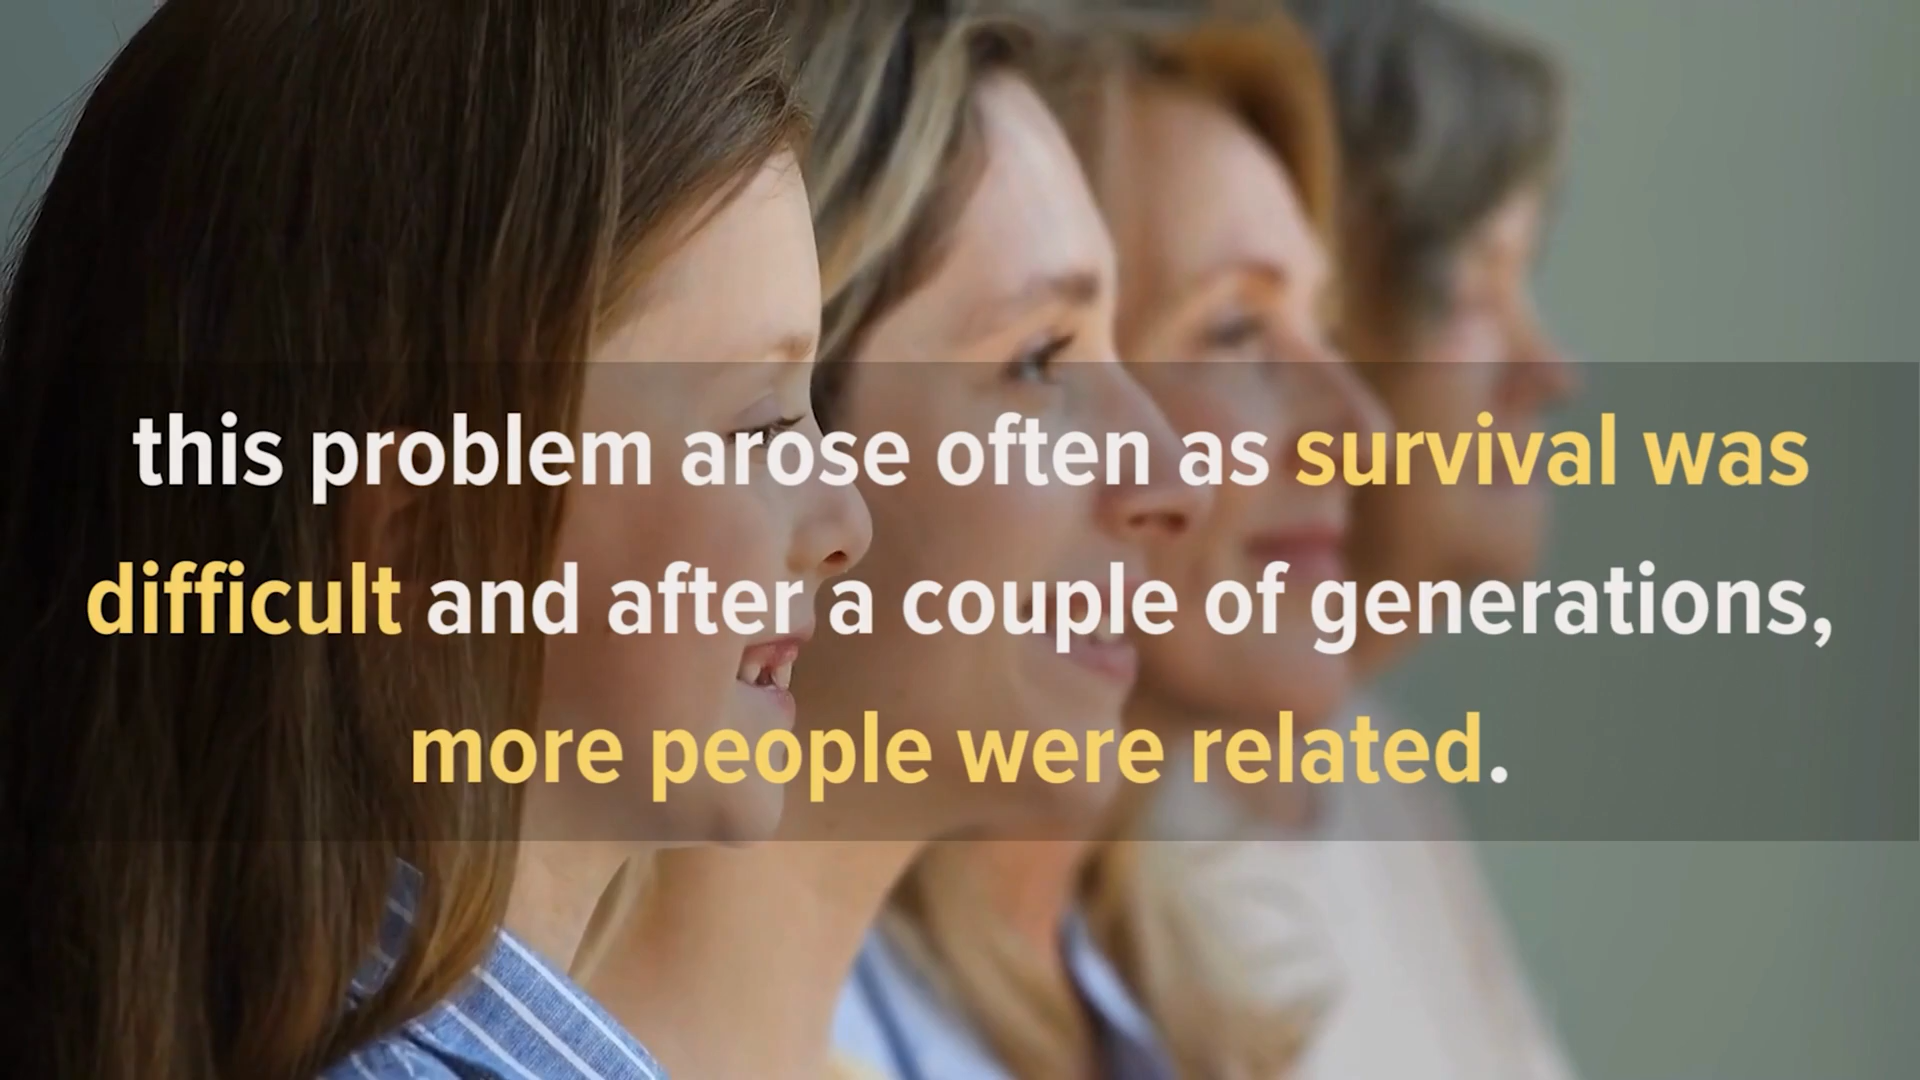 this problem arose often as survival was
difficult and after a couple of generations,
more people were related.